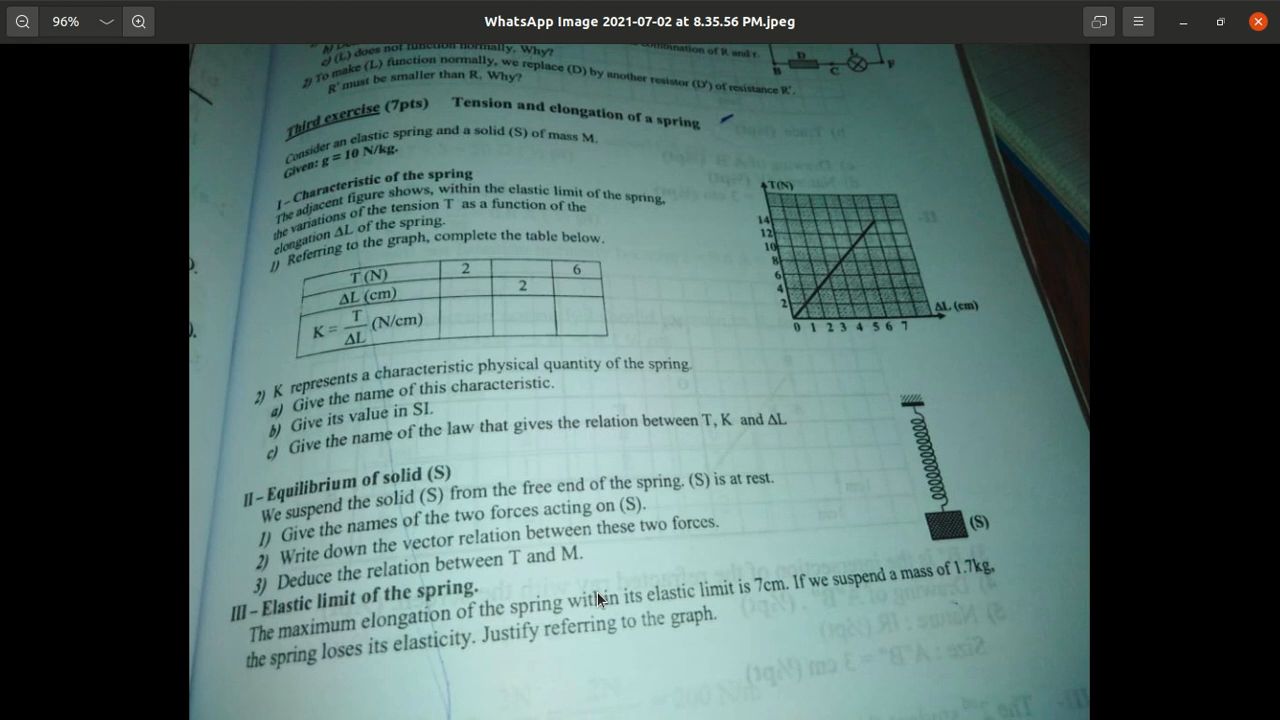 96%
WhatsApp Image 2021-07-02 at 8.35.56 PM.jpeg
c) (L) does not function normally. Why?
combination of R and r.
2) To make (L) function normally, we replace (D) by another resistor (D') of resistance R'.
R' must be smaller than R. Why?
D
L
B
C
F
Third exercise (7pts) Tension and elongation of a spring
Consider an elastic spring and a solid (S) of mass M.
Given: g = 10 N/kg.
I – Characteristic of the spring
The adjacent figure shows, within the elastic limit of the spring,
the variations of the tension T as a function of the
elongation ΔL of the spring.
1) Referring to the graph, complete the table below.
T (N) 2 6
ΔL (cm) 2
K = T/ΔL (N/cm)
T(N)
14
12
10
8
6
4
2
0 1 2 3 4 5 6 7
ΔL (cm)
2) K represents a characteristic physical quantity of the spring.
a) Give the name of this characteristic.
b) Give its value in SI.
c) Give the name of the law that gives the relation between T, K and ΔL
II – Equilibrium of solid (S)
We suspend the solid (S) from the free end of the spring. (S) is at rest.
1) Give the names of the two forces acting on (S).
2) Write down the vector relation between these two forces.
3) Deduce the relation between T and M.
(S)
III – Elastic limit of the spring.
The maximum elongation of the spring within its elastic limit is 7cm. If we suspend a mass of 1.7kg,
the spring loses its elasticity. Justify referring to the graph.